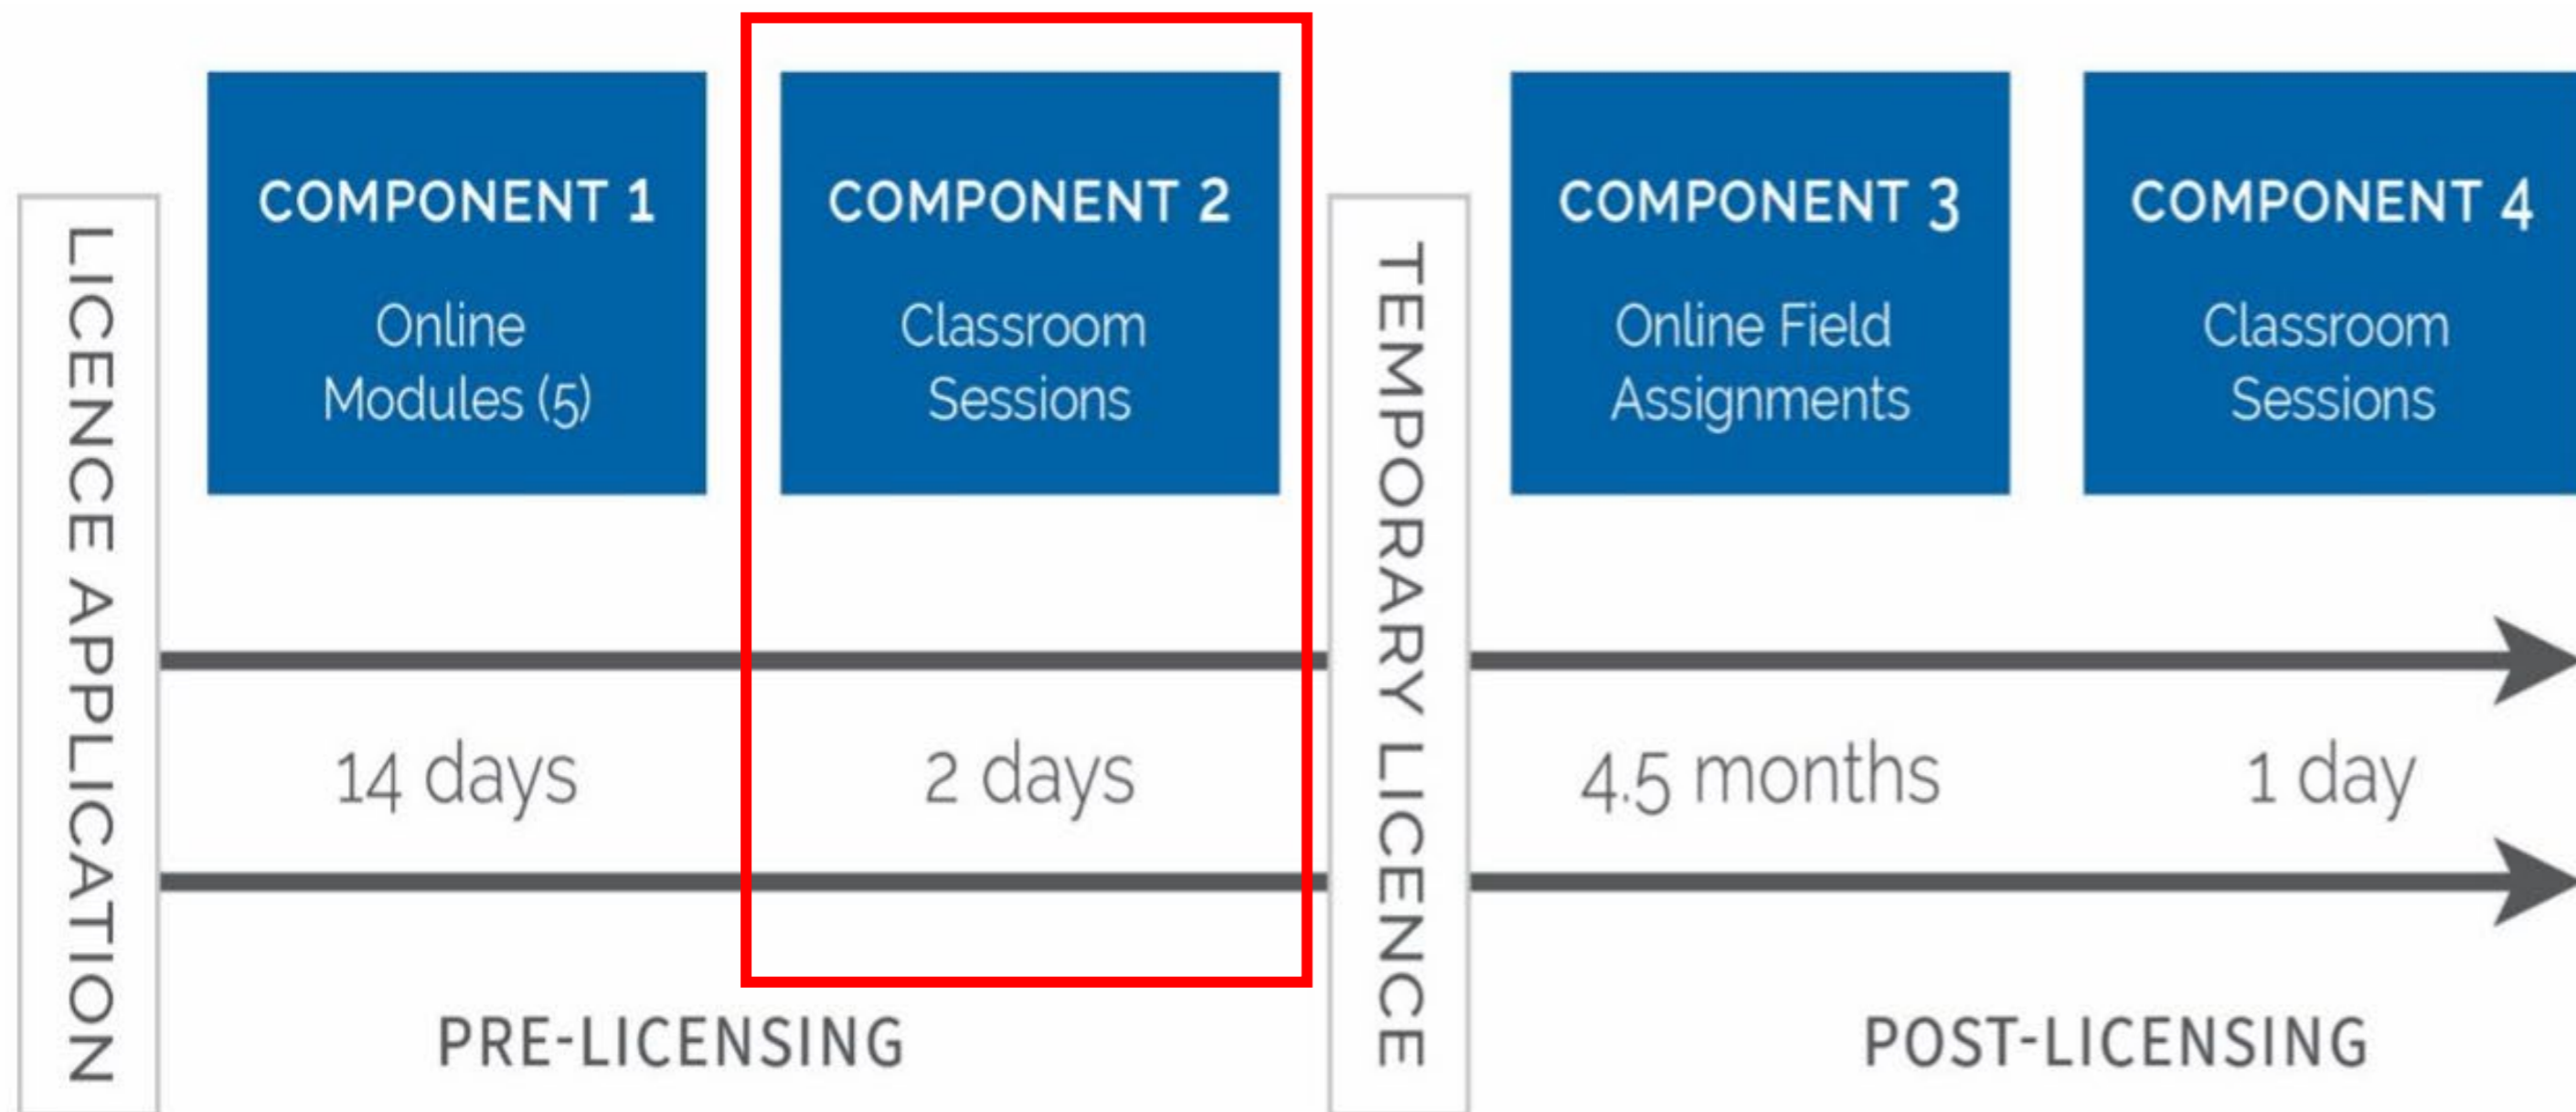 LICENCE APPLICATION
COMPONENT 1
Online
Modules (5)
COMPONENT 2
Classroom
Sessions
TEMPORARY LICENCE
COMPONENT 3
Online Field
Assignments
COMPONENT 4
Classroom
Sessions
14 days
2 days
4.5 months
1 day
PRE-LICENSING
POST-LICENSING